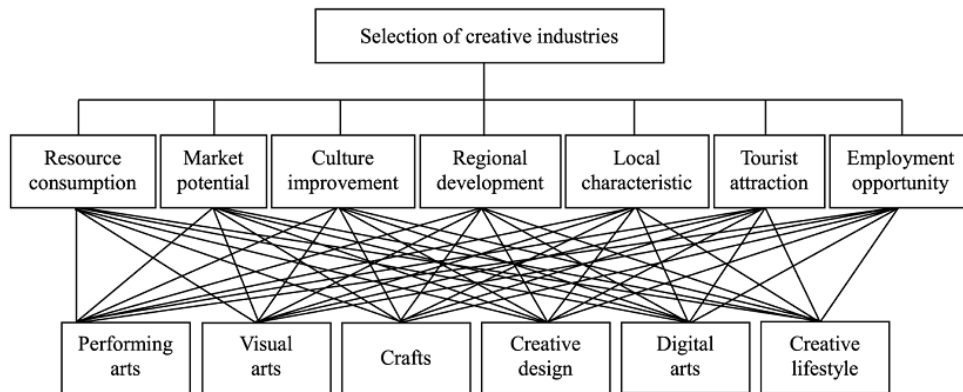 Selection of creative industries
Resource
consumption
Market
potential
Culture
improvement
Regional
development
Local
characteristic
Tourist
attraction
Employment
opportunity
Performing
arts
Visual
arts
Crafts
Creative
design
Digital
arts
Creative
lifestyle